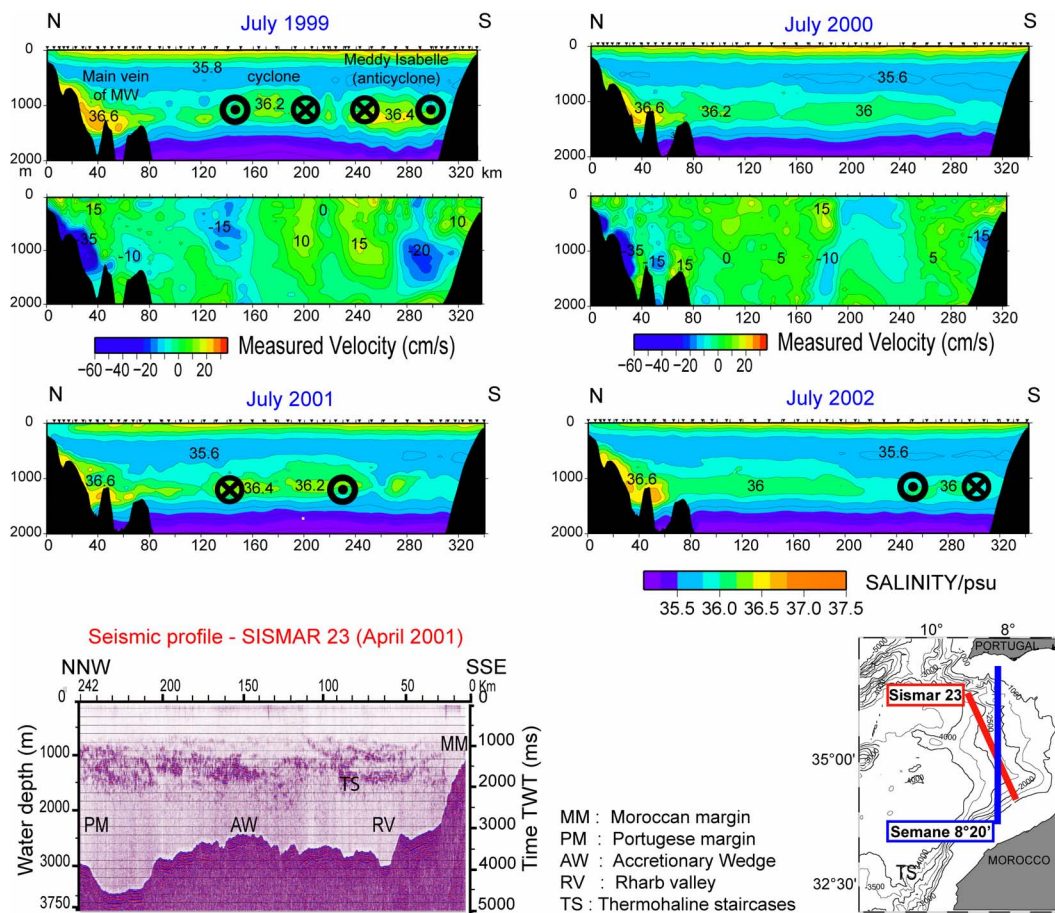 N July 1999 S
N July 2000 S
0
1000
2000
m
35.8
Main vein
of MW
36.6
cyclone
36.2
Meddy Isabelle
(anticyclone)
36.4
0 40 80 120 160 200 240 280 320
km
0
1000
2000
35.6
36.6
36.2
36
0 40 80 120 160 200 240 280 320
0
1000
2000
15
-35
-10
-15
0
10
15
-20
10
0 40 80 120 160 200 240 280 320
−60 −40 −20 0 20
Measured Velocity (cm/s)
0
1000
2000
-35
-15
15
0
5
15
-10
5
-15
0 40 80 120 160 200 240 280 320
−60 −40 −20 0 20
Measured Velocity (cm/s)
N July 2001 S
N July 2002 S
0
1000
2000
35.6
36.6
36.4
36.2
0 40 80 120 160 200 240 280 320
0
1000
2000
35.6
36.6
36
36
0 40 80 120 160 200 240 280 320
35.5 36.0 36.5 37.0 37.5
SALINITY/psu
Seismic profile - SISMAR 23 (April 2001)
NNW SSE
242 200 150 100 50 0 Km
Water depth (m)
0
1000
2000
3000
3750
0
1000
2000
3000
4000
5000
Time TWT (ms)
MM
TS
PM AW RV
MM : Moroccan margin
PM : Portugese margin
AW : Accretionary Wedge
RV : Rharb valley
TS : Thermohaline staircases
10° 8°
PORTUGAL
Sismar 23
35°00'
Semane 8°20'
TS
MOROCCO
32°30'